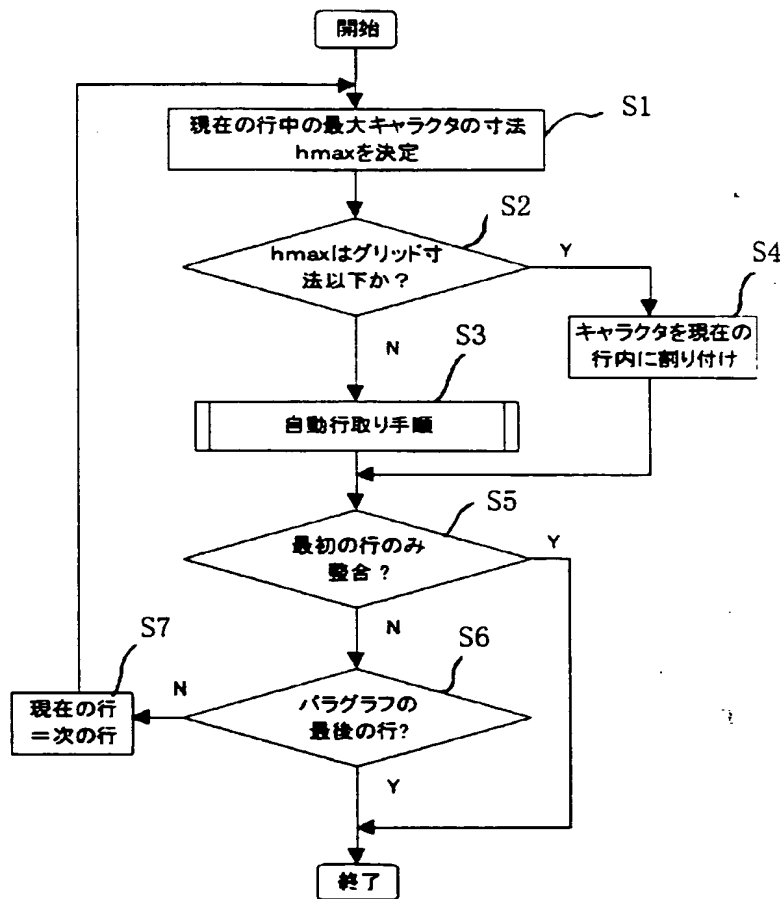 開始
S1
現在の行中の最大キャラクタの寸法
hmaxを決定
S2
hmaxはグリッド寸
法以下か？
Y
N
S4
キャラクタを現在の
行内に割り付け
S3
自動行取り手順
S5
最初の行のみ
整合？
Y
N
S6
パラグラフの
最後の行?
N
Y
S7
現在の行
＝次の行
終了